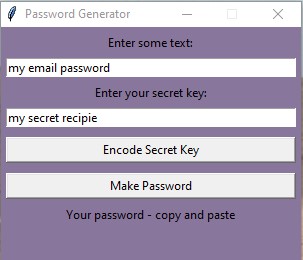 Password Generator
Enter some text:
my email password
Enter your secret key:
my secret recipie
Encode Secret Key
Make Password
Your password - copy and paste